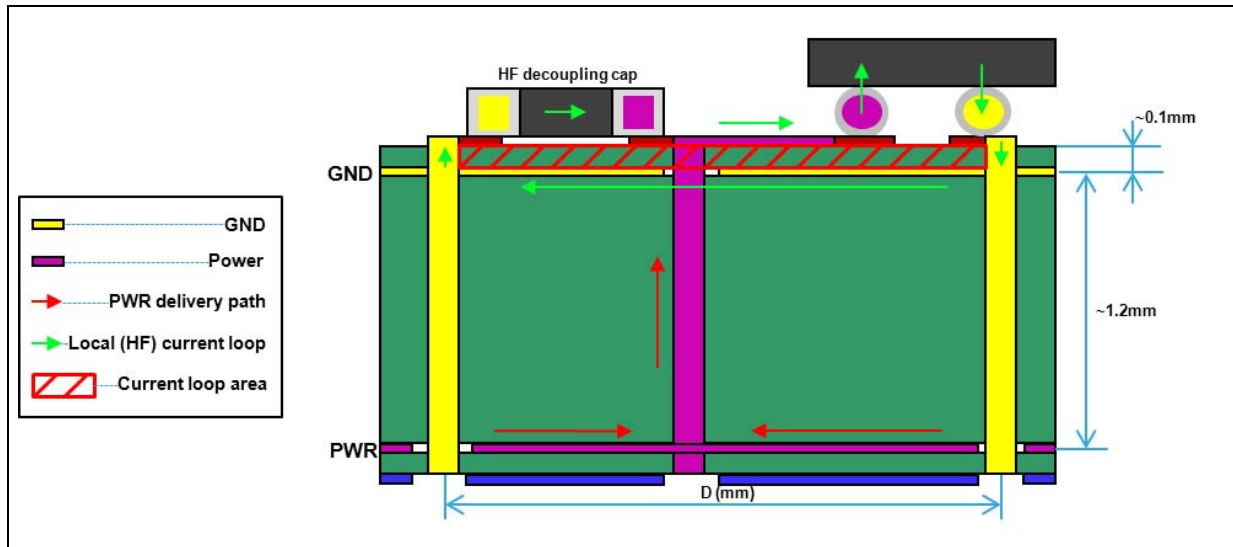 HF decoupling cap
~0.1mm
GND
GND
Power
PWR delivery path
Local (HF) current loop
Current loop area
~1.2mm
PWR
D (mm)